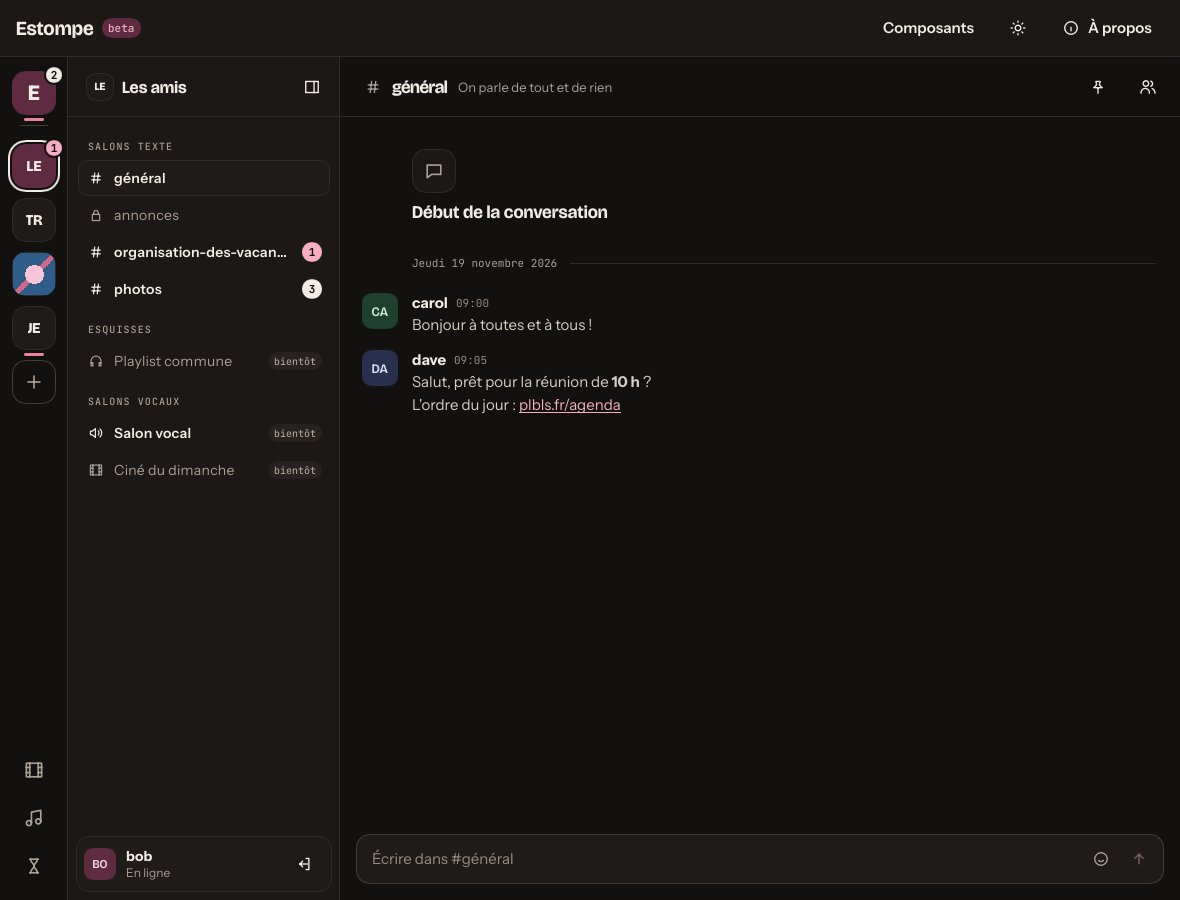 Estompe beta
Composants
À propos
E 2
LE 1
TR
JE
LE Les amis
SALONS TEXTE
# général
annonces
# organisation-des-vacan... 1
# photos 3
ESQUISSES
Playlist commune bientôt
SALONS VOCAUX
Salon vocal bientôt
Ciné du dimanche bientôt
BO bob
En ligne
# général On parle de tout et de rien
Début de la conversation
Jeudi 19 novembre 2026
CA carol 09:00
Bonjour à toutes et à tous !
DA dave 09:05
Salut, prêt pour la réunion de 10 h ?
L'ordre du jour : plbls.fr/agenda
Écrire dans #général